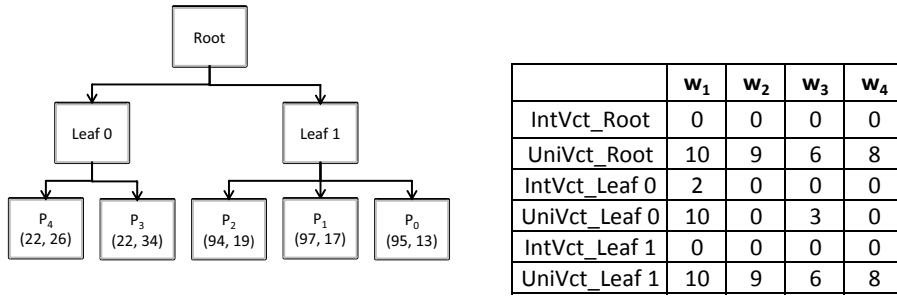 Root
Leaf 0
Leaf 1
P₄
(22, 26)
P₃
(22, 34)
P₂
(94, 19)
P₁
(97, 17)
P₀
(95, 13)
w₁ w₂ w₃ w₄
IntVct_Root 0 0 0 0
UniVct_Root 10 9 6 8
IntVct_Leaf 0 2 0 0 0
UniVct_Leaf 0 10 0 3 0
IntVct_Leaf 1 0 0 0 0
UniVct_Leaf 1 10 9 6 8